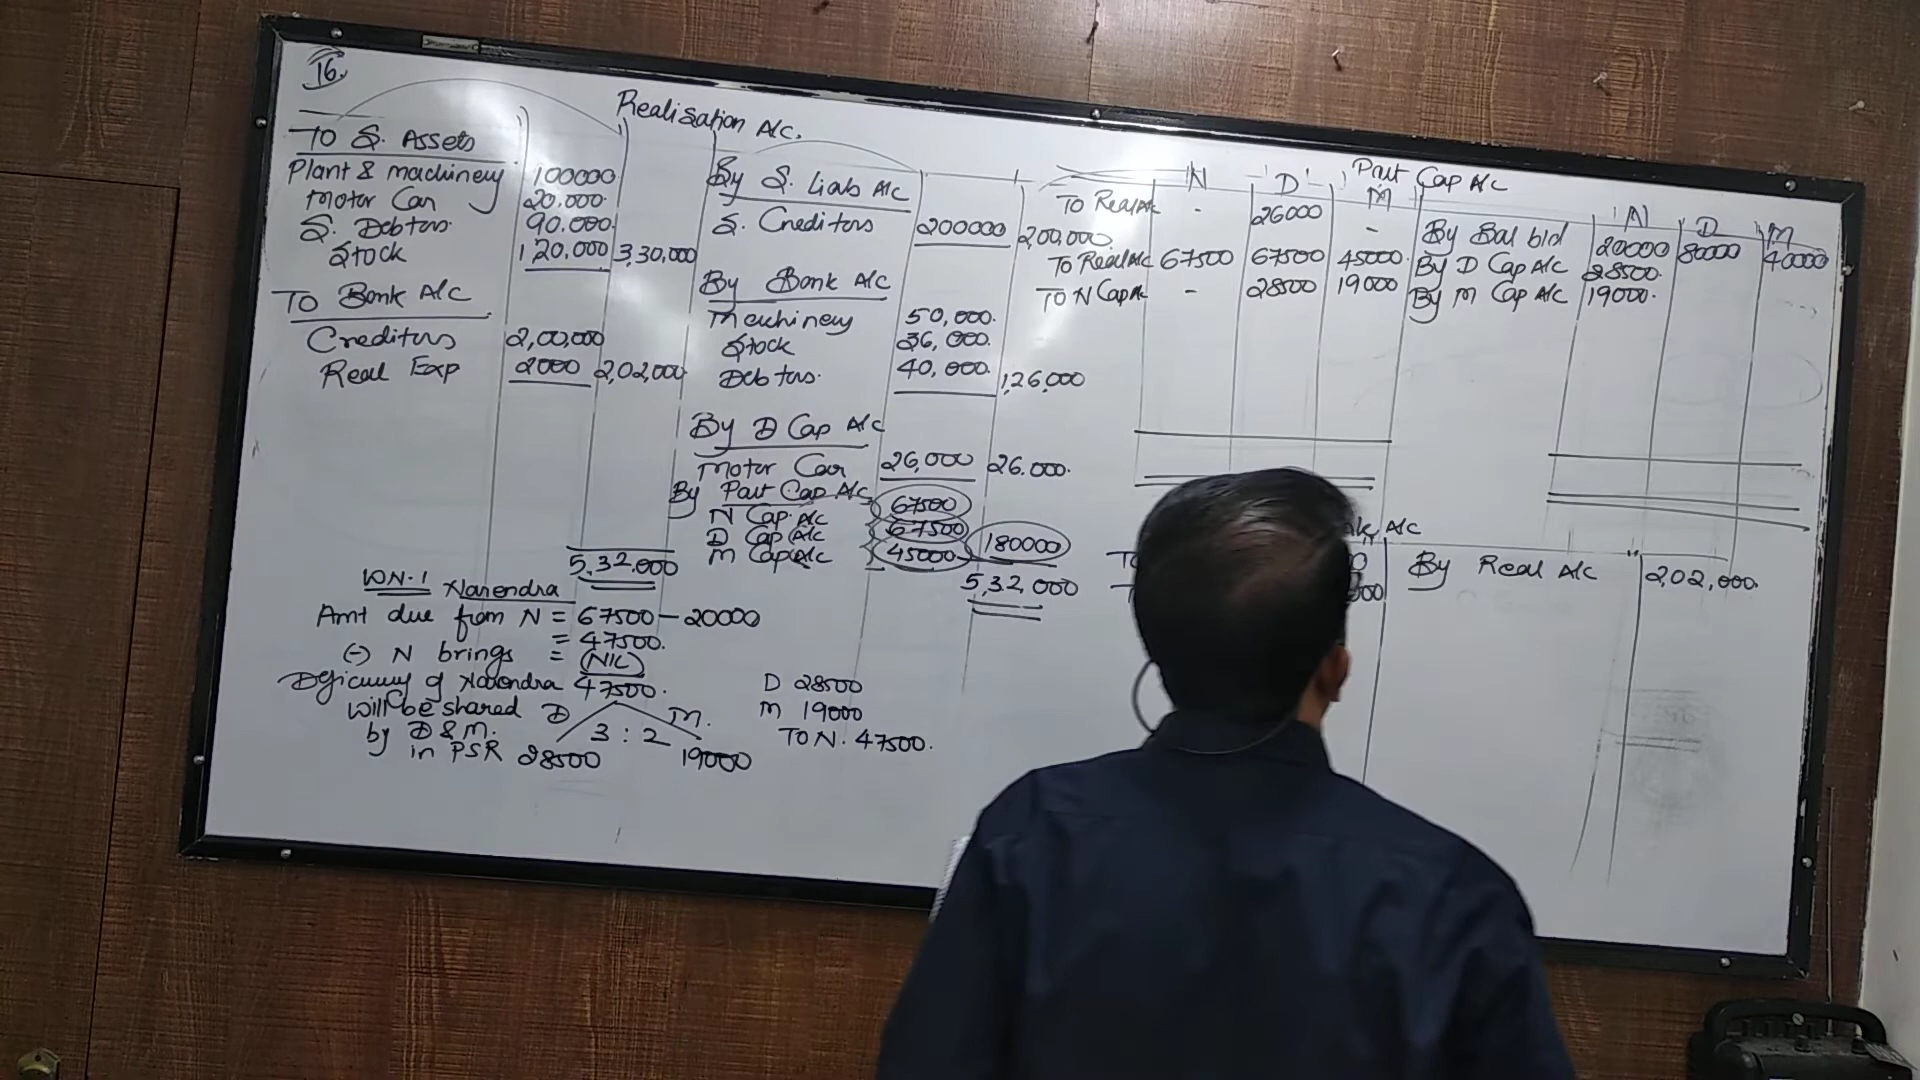 16.
Realisation A/c.
To S. Assets
Plant & machinery 100000
Motor Car 20,000.
S. Debtors 90,000.
Stock 1,20,000 3,30,000
To Bank A/c
Creditors 2,00,000
Real Exp 2000 2,02,000
5,32,000
By S. Liab A/c
S. Creditors 200000 2,00,000
By Bank A/c
Machinery 50,000.
Stock 36,000.
Debtors. 40,000. 1,26,000
By D Cap A/c
Motor Car 26,000 26,000.
By Part Cap A/c
N Cap A/c 67500
D Cap A/c 67500
M Cap A/c 45000 180000
5,32,000
WN.1 Narendra
Amt due from N = 67500 - 20000
= 47500.
(-) N brings = (NIL)
Deficiency of Narendra 47500.
will be shared D M.
by D & M. 3 : 2
in PSR 28500 19000
D 28500
M 19000
TO N. 47500.
Part Cap A/c
N D M
To Real A/c - 26000 -
To Real A/c 67500 67500 45000
To N Cap A/c - 28500 19000
N D M
By Bal b/d 20000 80000 40000
By D Cap A/c 28500.
By M Cap A/c 19000.
A/c
By Real A/c 2,02,000.